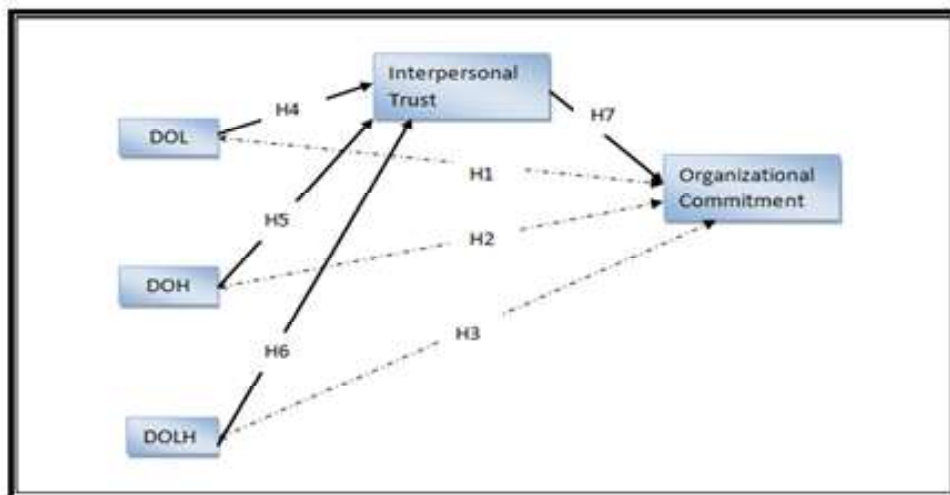 Interpersonal
Trust
H4
H7
DOL
H1
Organizational
Commitment
H5
H2
DOH
H3
H6
DOLH